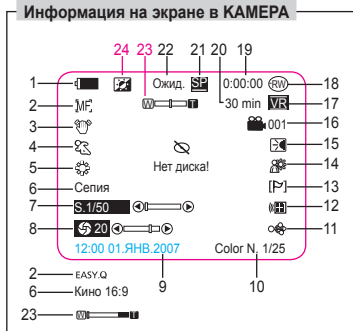 Информация на экране в КАМЕРА
24 23 22 21 20 19
1 Ожид. SP 0:00:00 RW 18
2 MF W T 30 min VR 17
3 001 16
4 15
5 Нет диска! 14
6 Сепия 13
7 S.1/50 12
8 20 11
12:00 01.ЯНВ.2007 Color N. 1/25
9 10
2 EASY.Q
6 Кино 16:9
23 W T